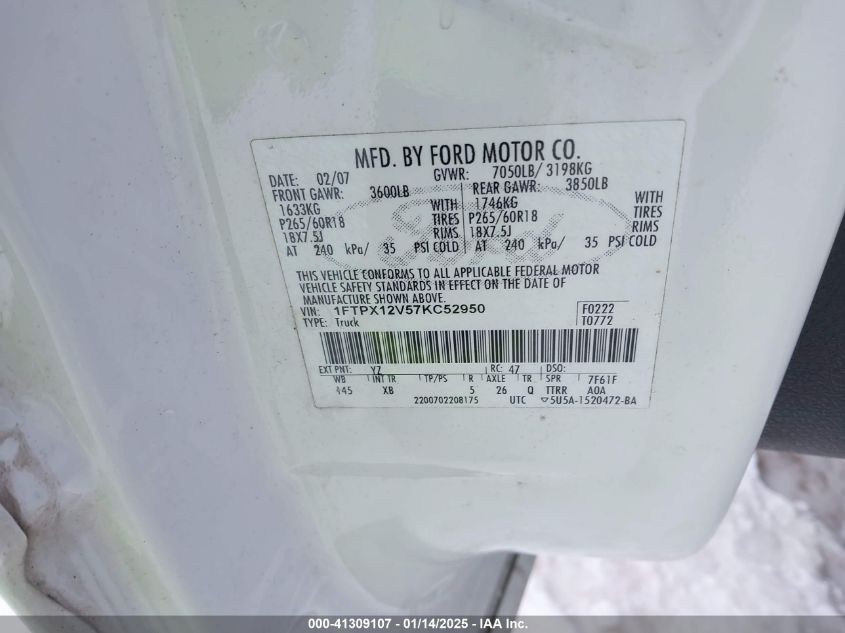 MFD. BY FORD MOTOR CO.
DATE: 02/07 GVWR: 7050LB/ 3198KG
FRONT GAWR: 3600LB REAR GAWR: 3850LB
1633KG WITH 1746KG WITH
P265/60R18 TIRES P265/60R18 TIRES
18X7.5J RIMS 18X7.5J RIMS
AT 240 kPa/ 35 PSI COLD AT 240 kPa/ 35 PSI COLD
Ford
THIS VEHICLE CONFORMS TO ALL APPLICABLE FEDERAL MOTOR
VEHICLE SAFETY STANDARDS IN EFFECT ON THE DATE OF
MANUFACTURE SHOWN ABOVE.
VIN: 1FTPX12V57KC52950 F0222
TYPE: Truck T0772
EXT PNT: YZ RC: 47 DSO:
WB INT TR TP/PS R AXLE TR SPR 7F61F
145 XB 5 26 Q TTRR A0A
2200702208175 UTC ▽5U5A-1520472-BA
000-41309107 - 01/14/2025 - IAA Inc.